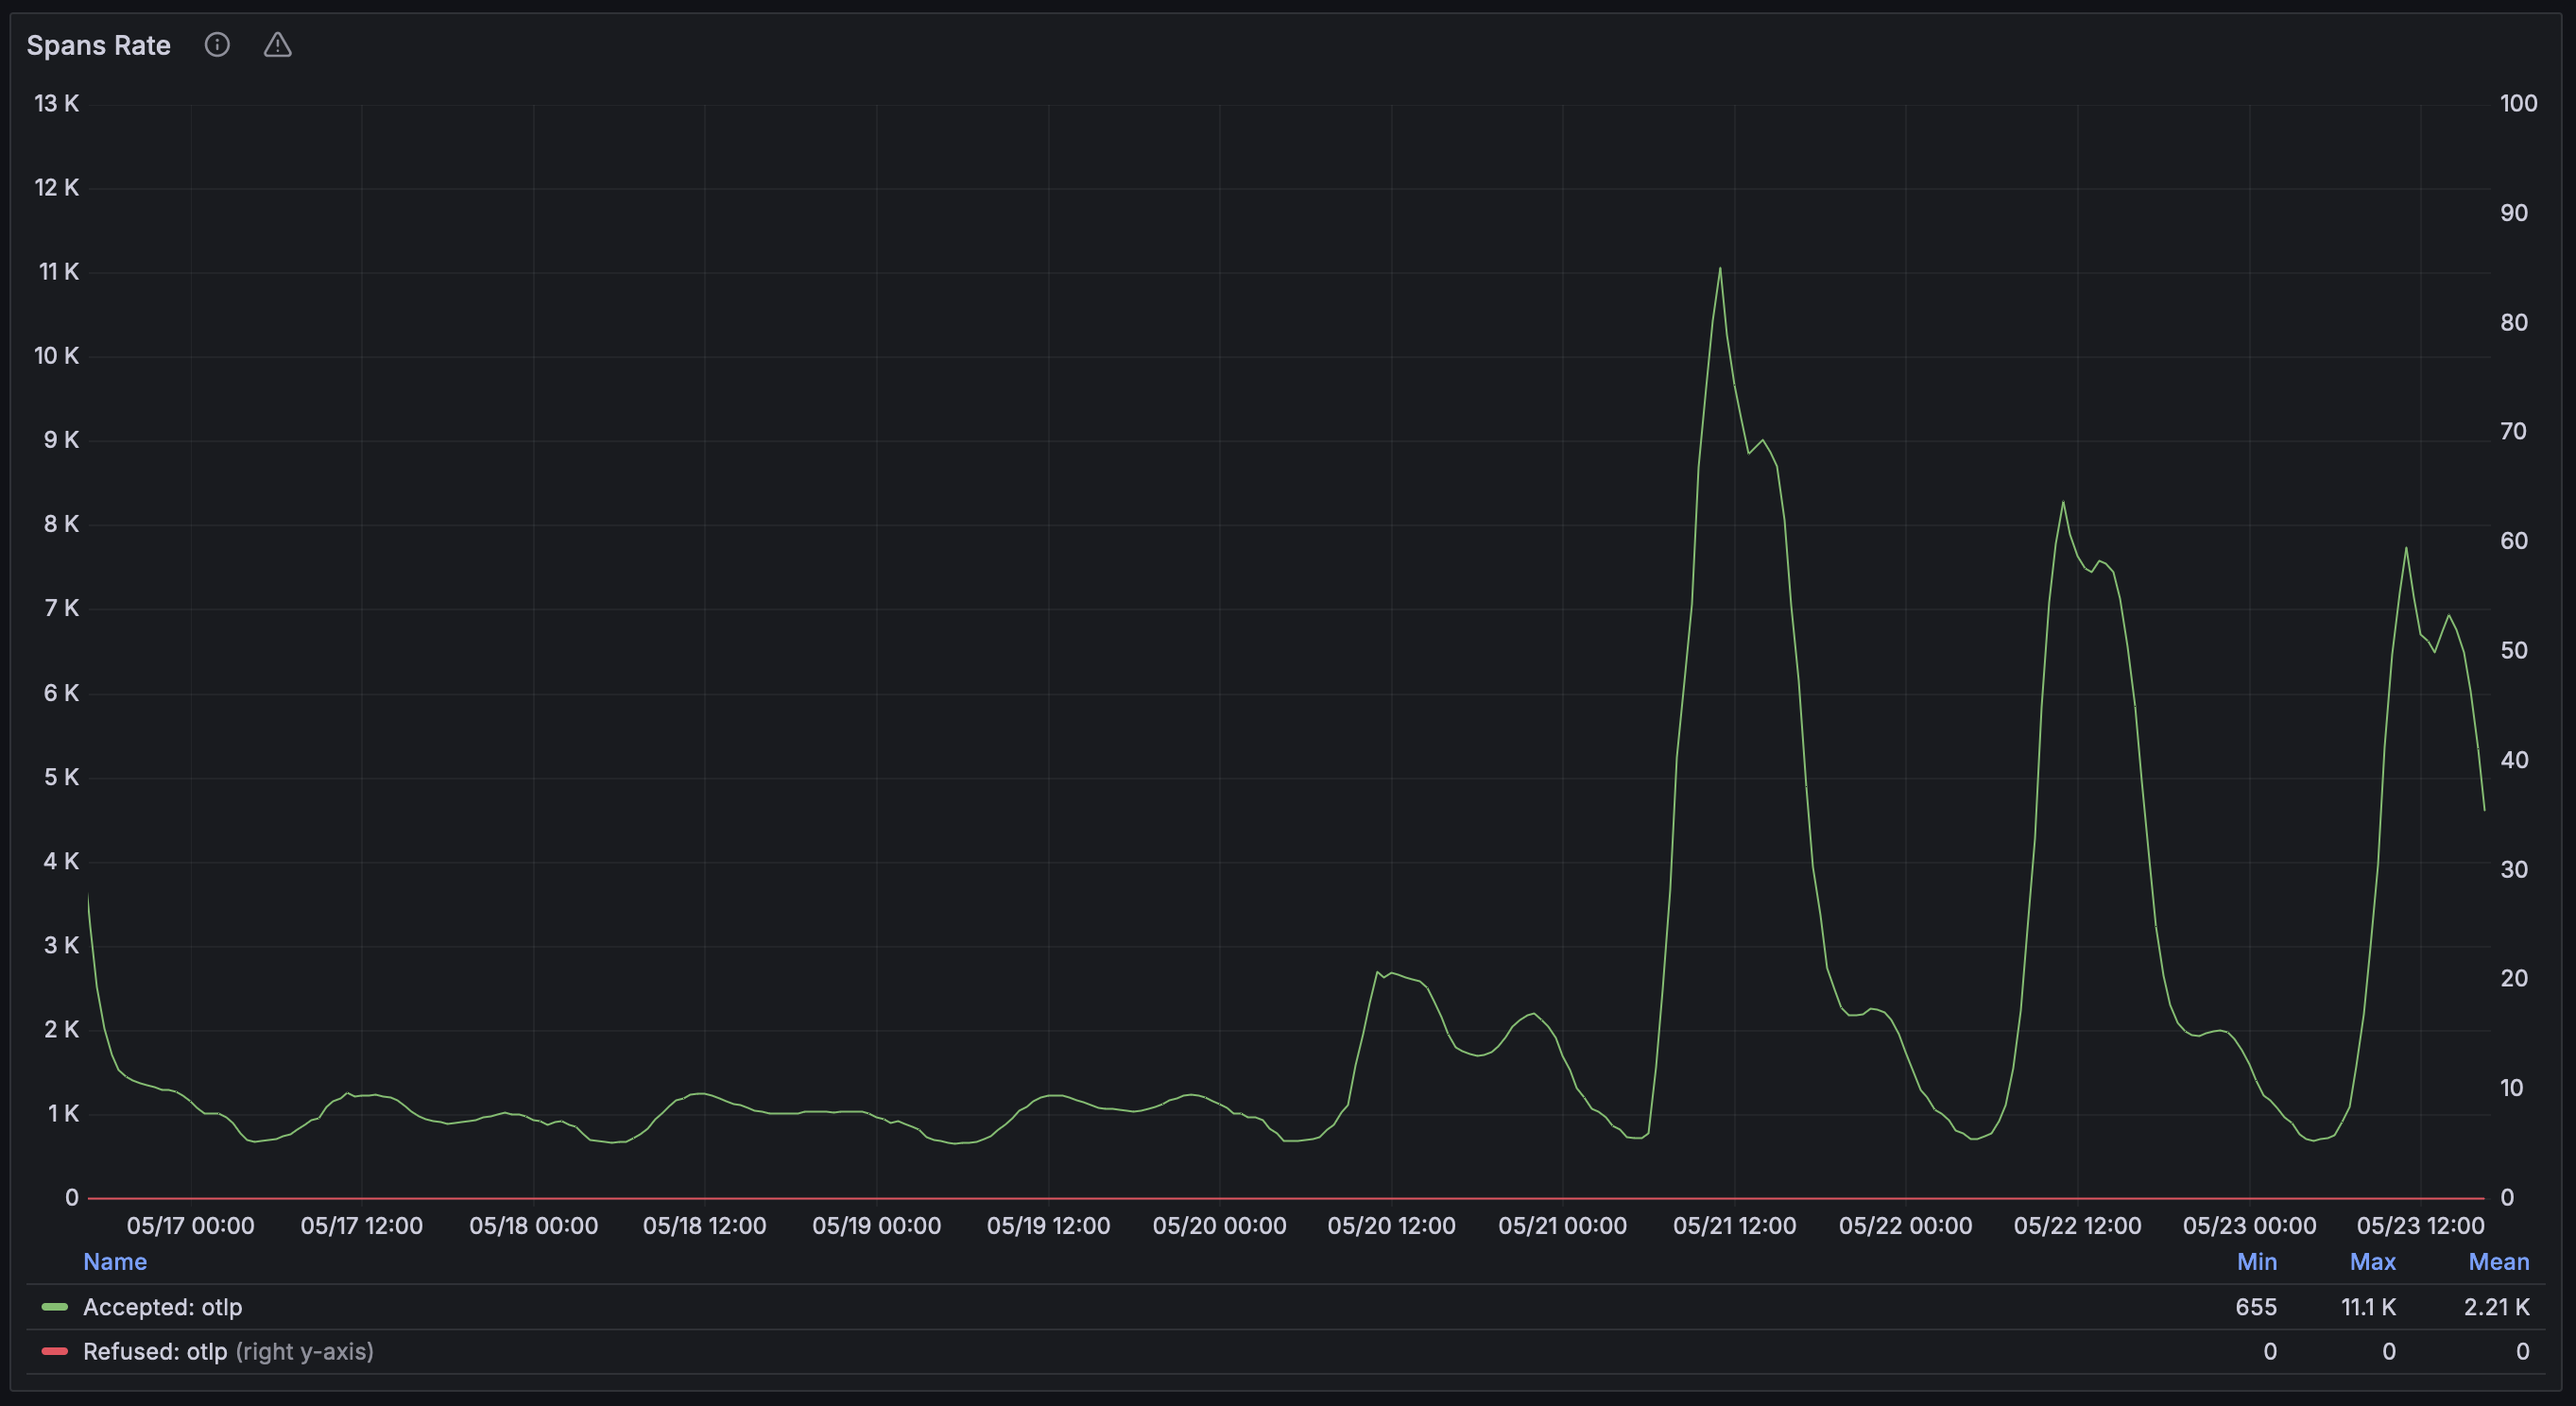 Spans Rate
13 K 100
12 K
90
11 K
80
10 K
9 K 70
8 K
60
7 K
50
6 K
5 K
40
4 K
30
3 K
20
2 K
10
1 K
0 0
05/17 00:00 05/17 12:00 05/18 00:00 05/18 12:00 05/19 00:00 05/19 12:00 05/20 00:00 05/20 12:00 05/21 00:00 05/21 12:00 05/22 00:00 05/22 12:00 05/23 00:00 05/23 12:00
Name Min Max Mean
Accepted: otlp 655 11.1 K 2.21 K
Refused: otlp (right y-axis) 0 0 0